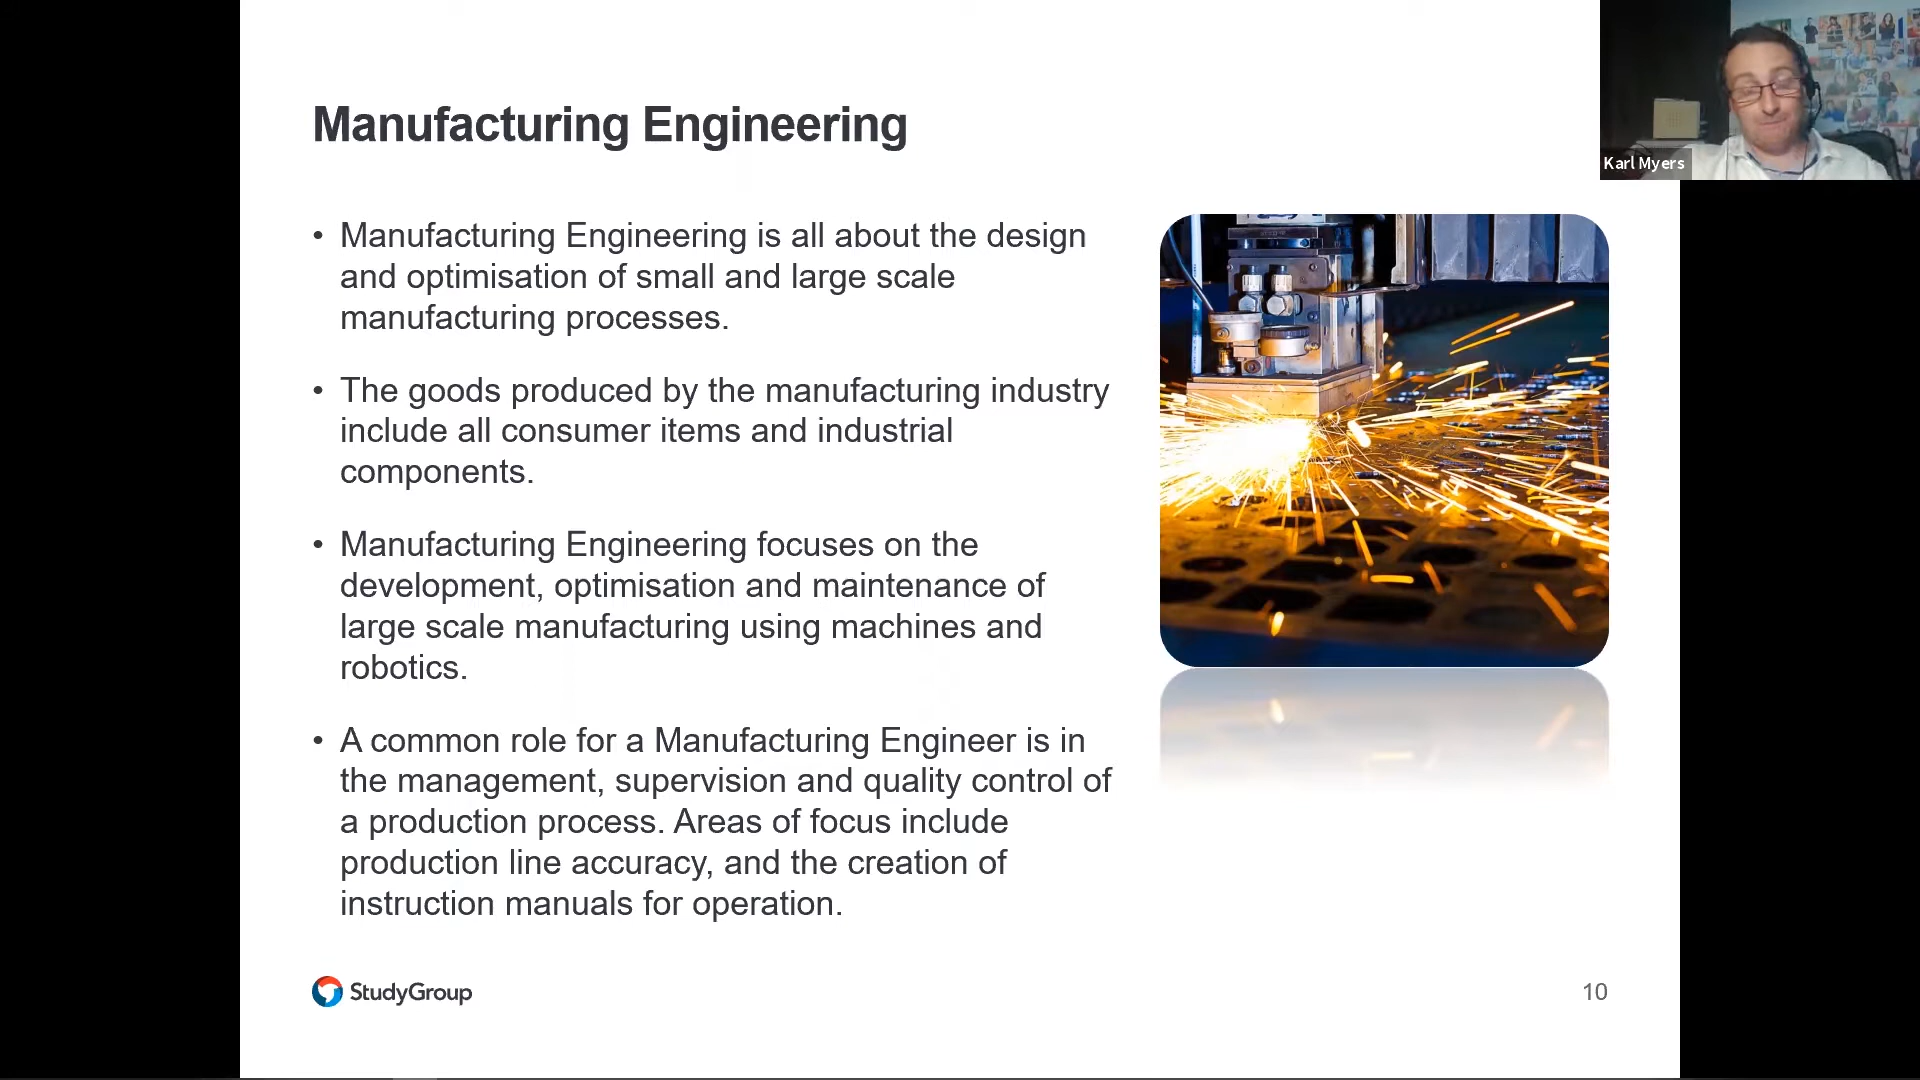 Manufacturing Engineering
Karl Myers
• Manufacturing Engineering is all about the design
and optimisation of small and large scale
manufacturing processes.
• The goods produced by the manufacturing industry
include all consumer items and industrial
components.
• Manufacturing Engineering focuses on the
development, optimisation and maintenance of
large scale manufacturing using machines and
robotics.
• A common role for a Manufacturing Engineer is in
the management, supervision and quality control of
a production process. Areas of focus include
production line accuracy, and the creation of
instruction manuals for operation.
StudyGroup
10